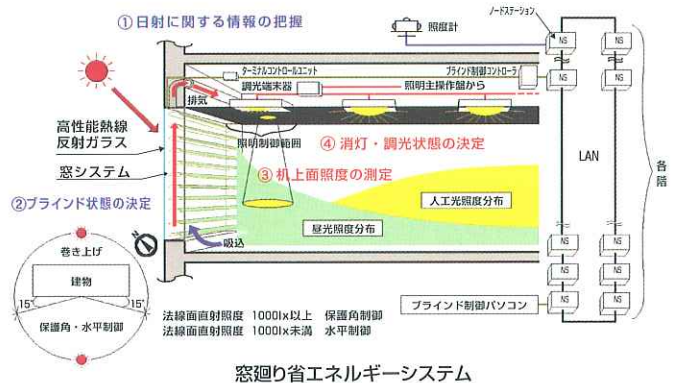 ①日射に関する情報の把握
照度計
ノードステーション
NS
NS
ターミナルコントロールユニット
ブラインド制御コントローラ
NS
NS
調光端末器
照明主操作盤から
排気
高性能熱線
反射ガラス
照明制御範囲
④ 消灯・調光状態の決定
窓システム
③ 机上面照度の測定
LAN
各階
②ブラインド状態の決定
人工光照度分布
昼光照度分布
吸込
N
NS
NS
巻き上げ
建物
NS
NS
15°
15°
保護角・水平制御
法線面直射照度 1000lx以上 保護角制御
法線面直射照度 1000lx未満 水平制御
ブラインド制御パソコン
NS
NS
窓廻り省エネルギーシステム